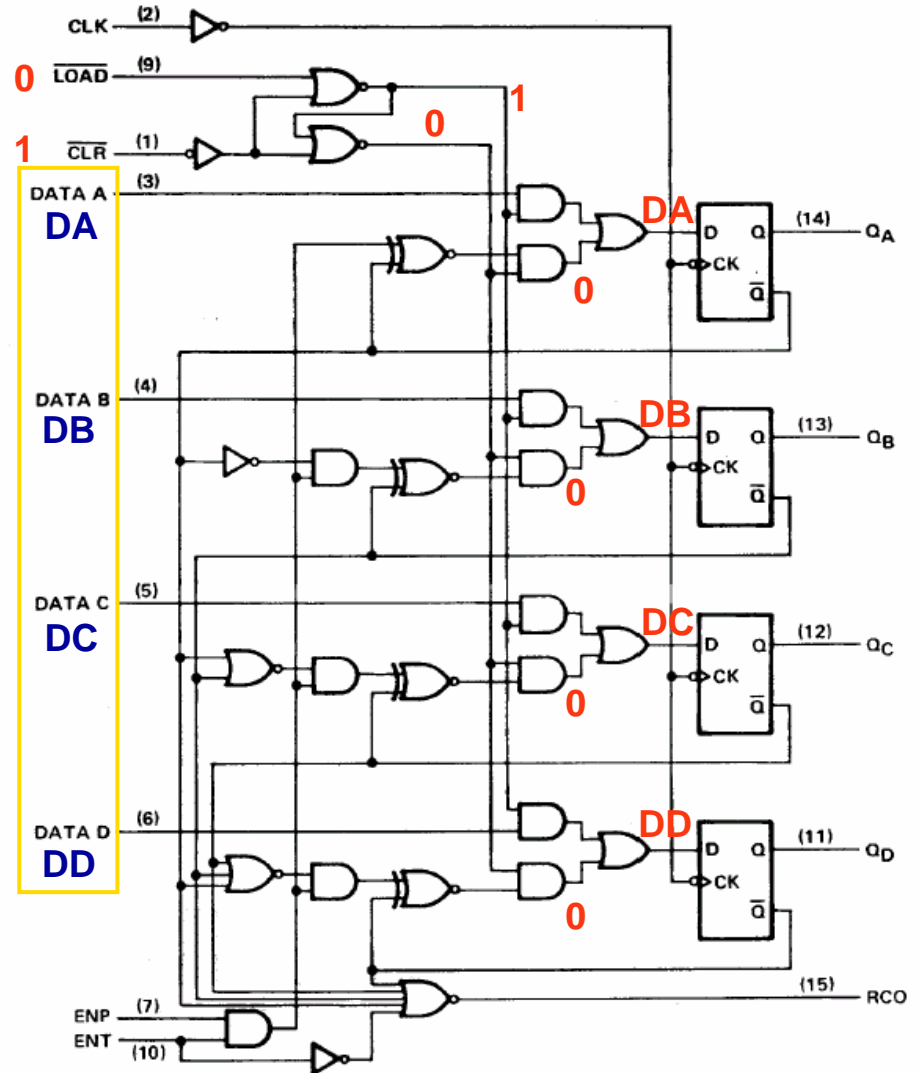 CLK (2)
0 L̅O̅A̅D̅ (9)
1
0
1 C̅L̅R̅ (1)
DATA A (3)
DA
DA
D Q (14) QA
CK
0
Q̅
DATA B (4)
DB
DB
D Q (13) QB
CK
0
Q̅
DATA C (5)
DC
DC
D Q (12) QC
CK
0
Q̅
DATA D (6)
DD
DD
D Q (11) QD
CK
0
Q̅
(15) RCO
ENP (7)
ENT (10)